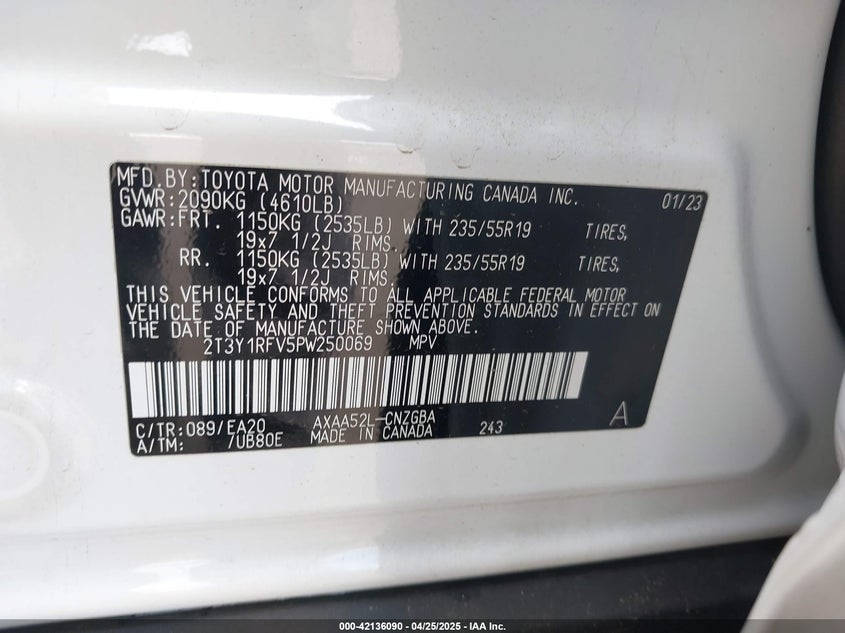 MFD.BY:TOYOTA MOTOR MANUFACTURING CANADA INC. 01/23
GVWR:2090KG (4610LB)
GAWR:FRT. 1150KG (2535LB) WITH 235/55R19 TIRES,
19x7 1/2J RIMS.
RR. 1150KG (2535LB) WITH 235/55R19 TIRES,
19x7 1/2J RIMS.
THIS VEHICLE CONFORMS TO ALL APPLICABLE FEDERAL MOTOR
VEHICLE SAFETY AND THEFT PREVENTION STANDARDS IN EFFECT ON
THE DATE OF MANUFACTURE SHOWN ABOVE.
2T3Y1RFV5PW250069 MPV
C/TR:089/EA20 AXAA52L-CNZGBA A
A/TM: /UB80E MADE IN CANADA 243
000-42136090 - 04/25/2025 - IAA Inc.